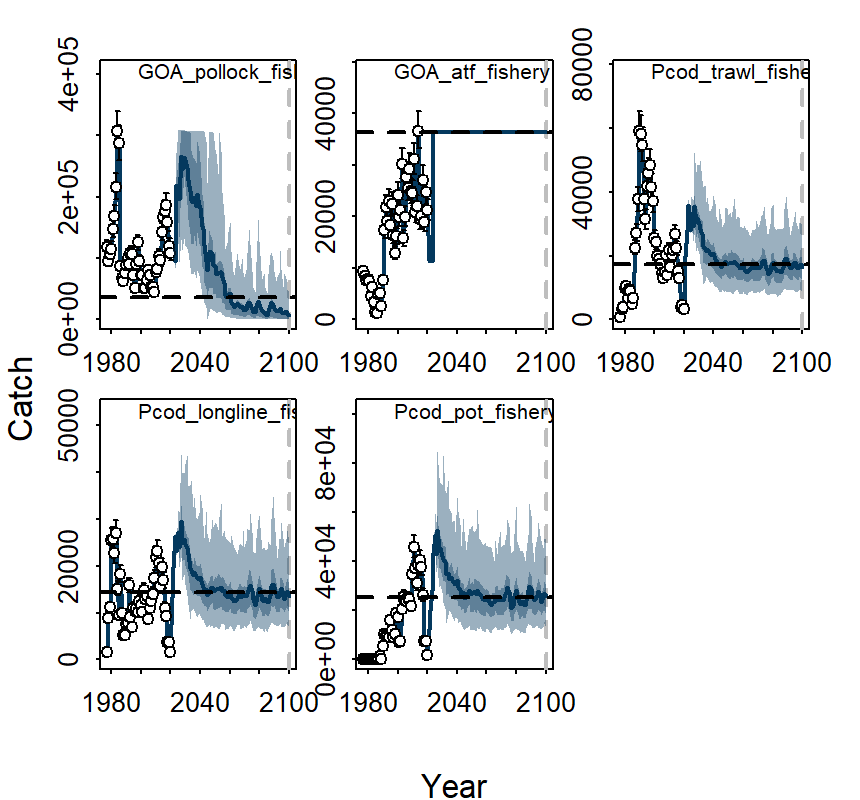 GOA_pollock_fisl
GOA_atf_fishery
Pcod_trawl_fishe
0e+00 2e+05 4e+05
0 20000 40000
0 40000 80000
1980 2040 2100
1980 2040 2100
1980 2040 2100
Pcod_longline_fis
Pcod_pot_fishery
0 20000 50000
0e+00 4e+04 8e+04
1980 2040 2100
1980 2040 2100
Catch
Year